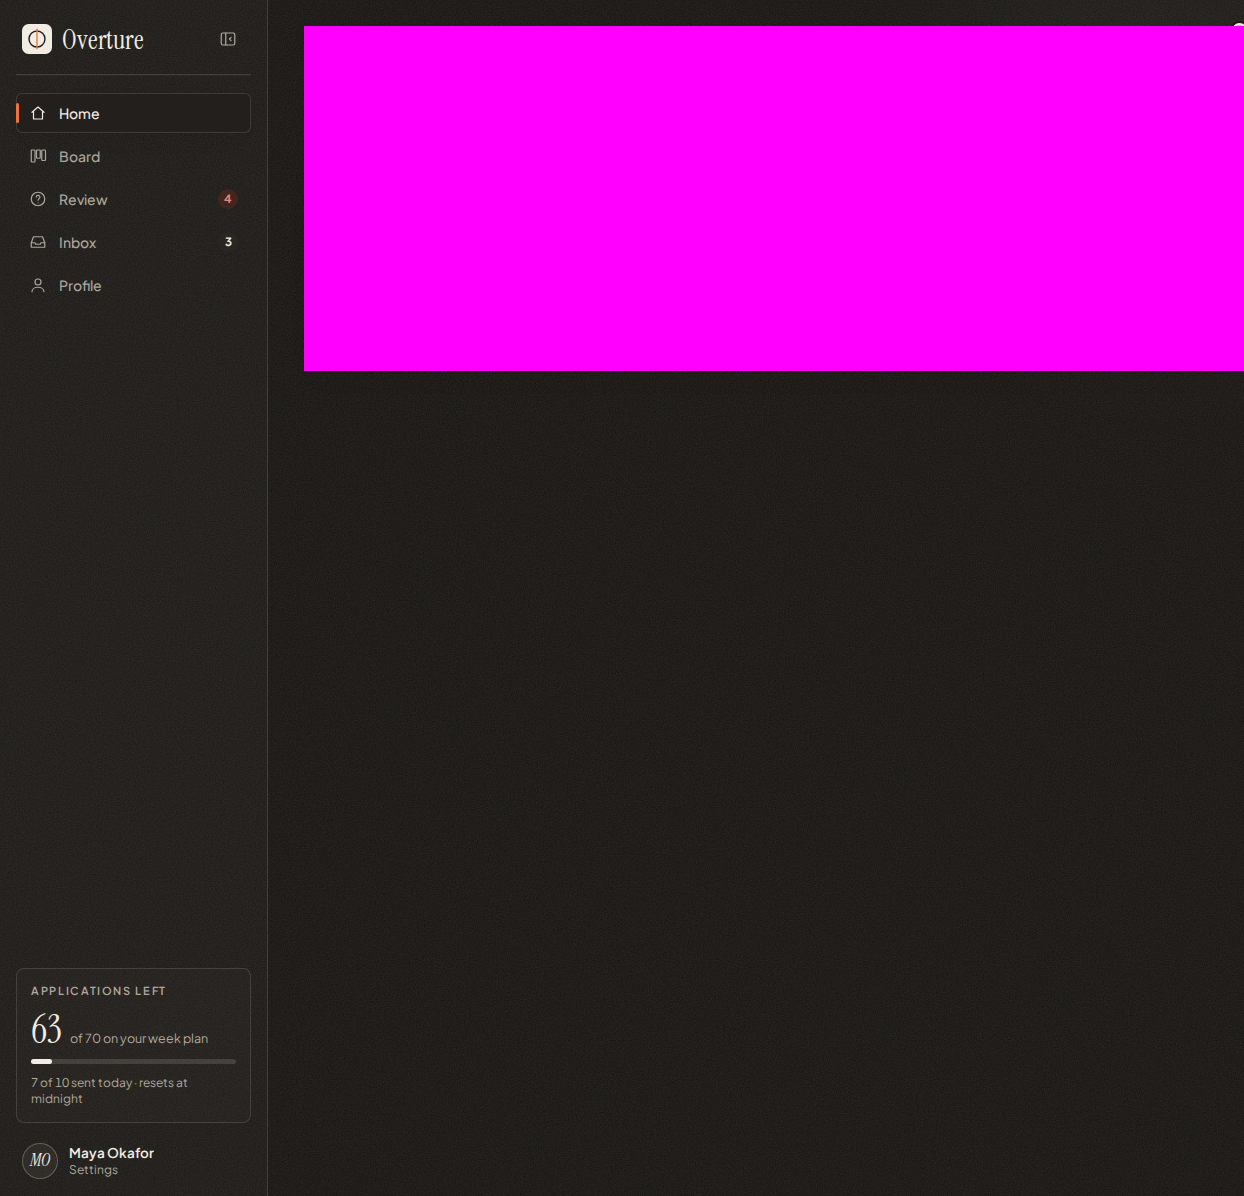 Overture
Home
Board
Review 4
Inbox 3
Profile
APPLICATIONS LEFT
63 of 70 on your week plan
7 of 10 sent today · resets at
midnight
MO
Maya Okafor
Settings